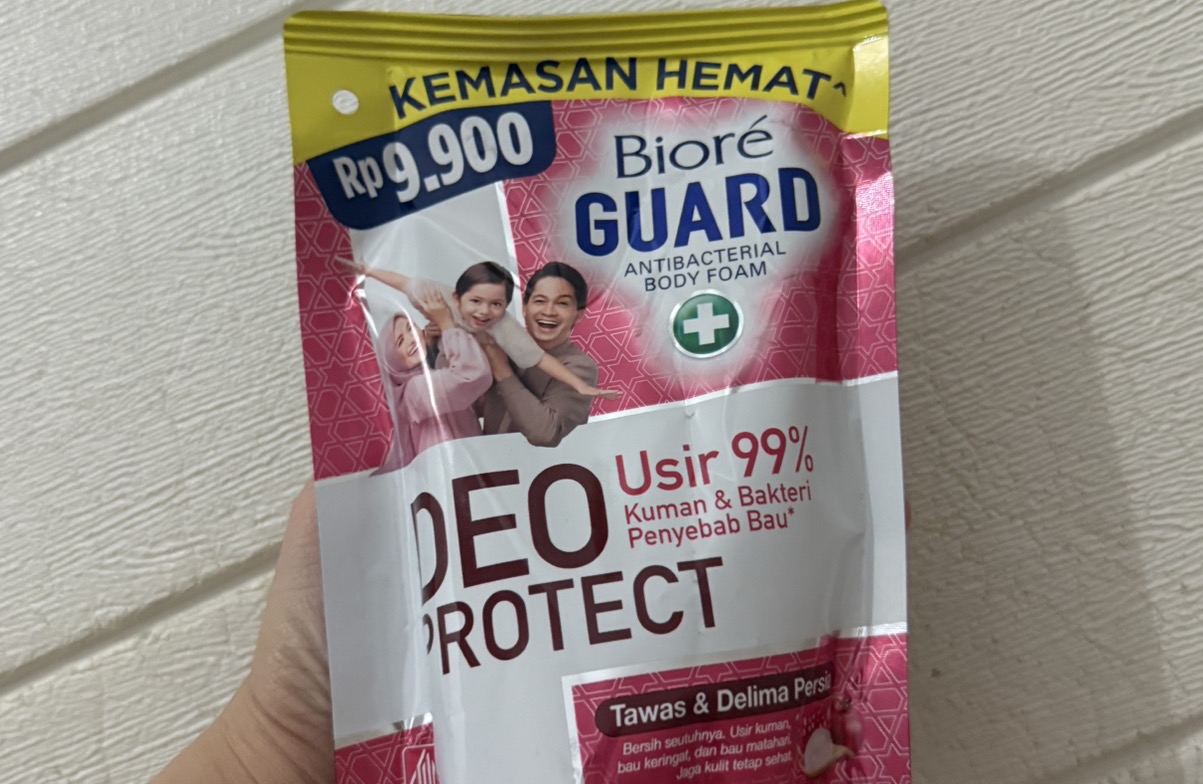 KEMASAN HEMAT^
Rp9.900
Bioré
GUARD
ANTIBACTERIAL
BODY FOAM
DEO
PROTECT
Usir 99%
Kuman & Bakteri
Penyebab Bau*
Tawas & Delima Persia
Bersih seutuhnya. Usir kuman,
bau keringat, dan bau matahari.
Jaga kulit tetap sehat.